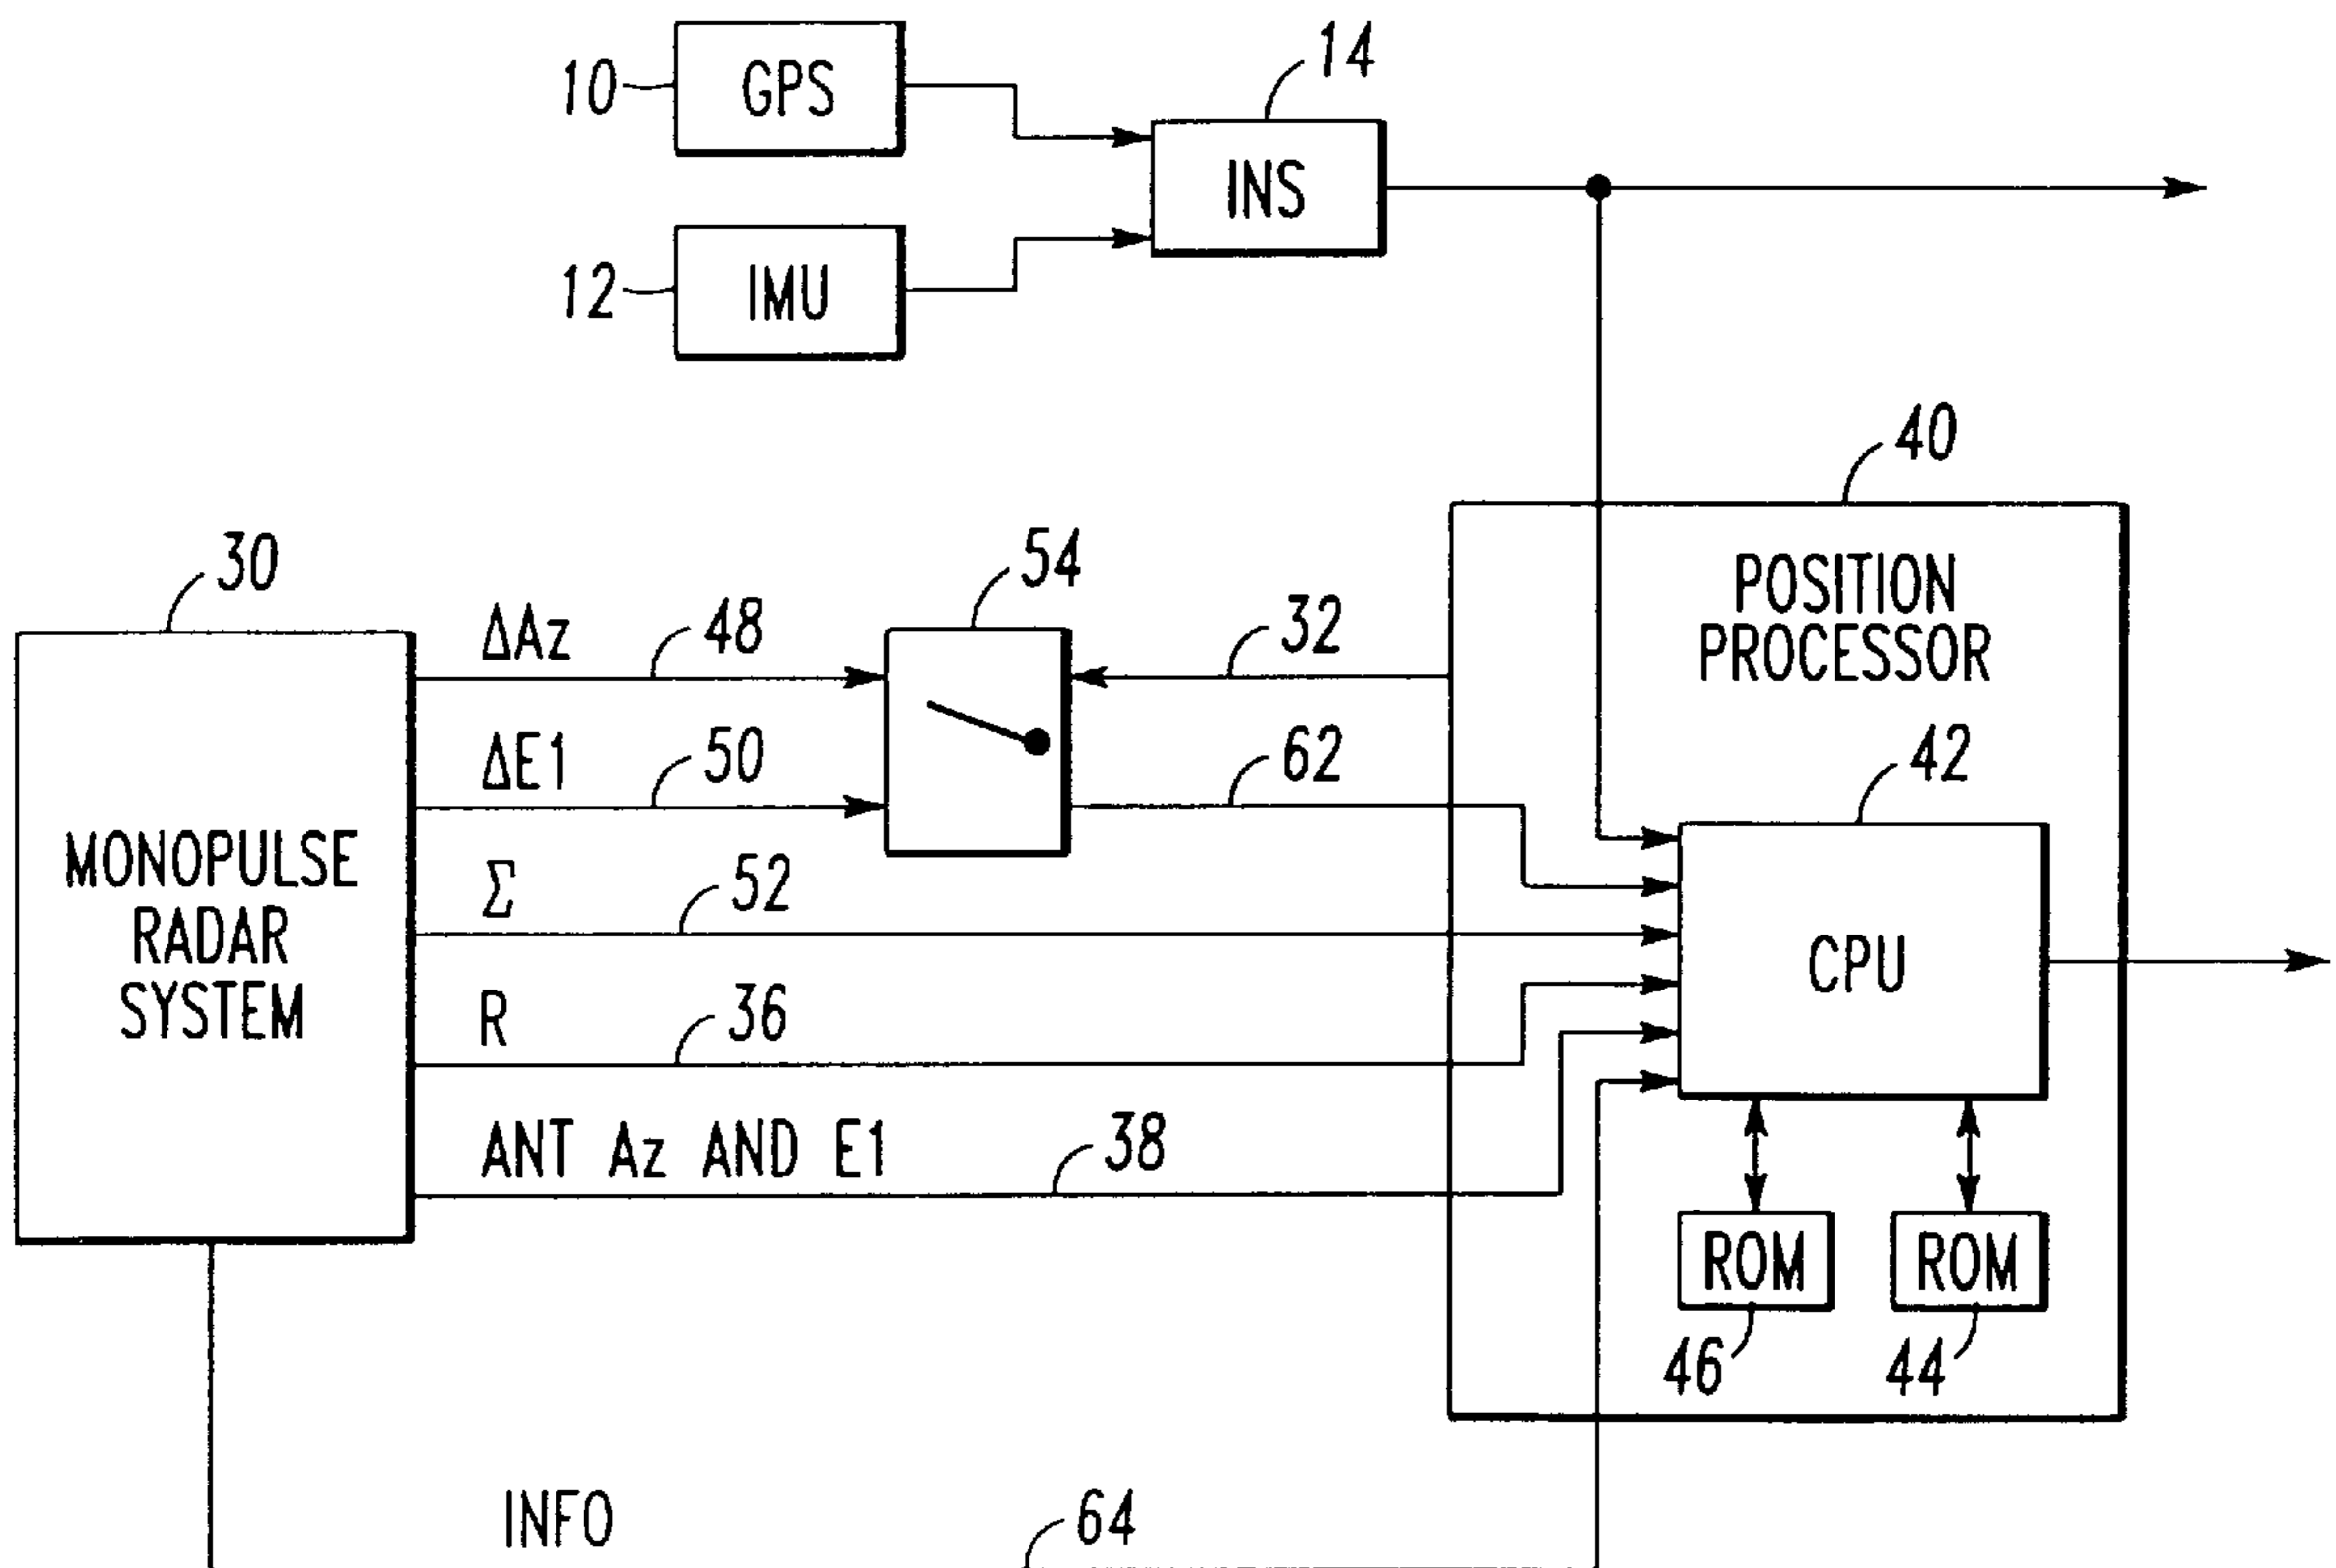 14
10
GPS
INS
12
IMU
40
POSITION
PROCESSOR
30
54
ΔAz
48
32
ΔE1
50
62
42
MONOPULSE
RADAR
SYSTEM
Σ
52
CPU
R
36
ANT Az AND E1
38
ROM
ROM
46
44
INFO
64